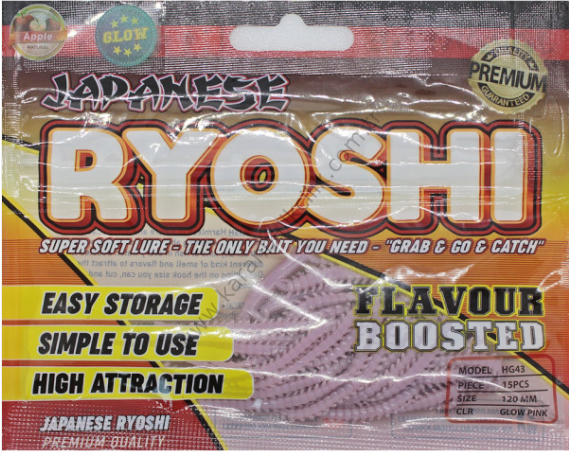 Apple
NATURAL
GLOW
PREMIUM
GUARANTEED
JAPANESE
RYOSHI
SUPER SOFT LURE - THE ONLY BAIT YOU NEED - "GRAB & GO & CATCH"
EASY STORAGE
SIMPLE TO USE
HIGH ATTRACTION
FLAVOUR
BOOSTED
MODEL: HG43
PIECE : 15PCS
SIZE : 120 MM
CLR : GLOW PINK
JAPANESE RYOSHI
PREMIUM QUALITY